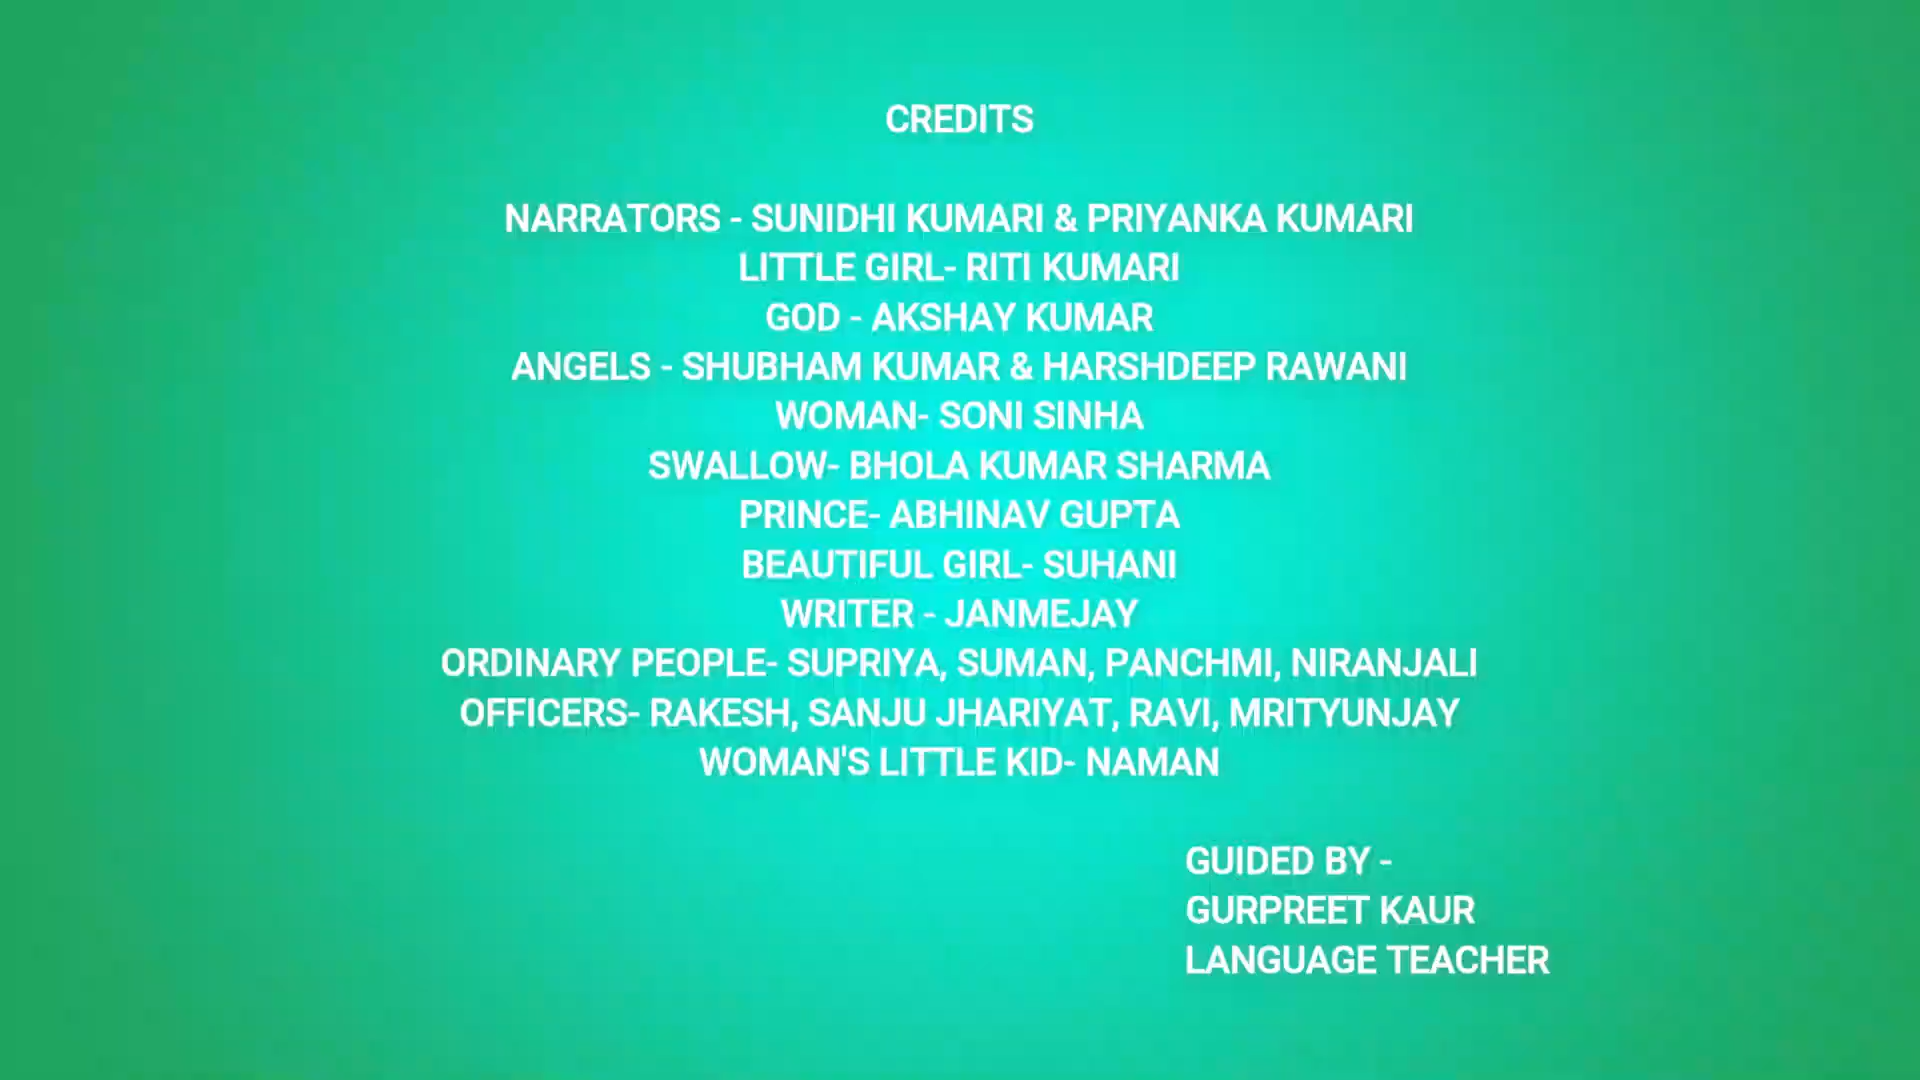 CREDITS
NARRATORS - SUNIDHI KUMARI & PRIYANKA KUMARI
LITTLE GIRL- RITI KUMARI
GOD - AKSHAY KUMAR
ANGELS - SHUBHAM KUMAR & HARSHDEEP RAWANI
WOMAN- SONI SINHA
SWALLOW- BHOLA KUMAR SHARMA
PRINCE- ABHINAV GUPTA
BEAUTIFUL GIRL- SUHANI
WRITER - JANMEJAY
ORDINARY PEOPLE- SUPRIYA, SUMAN, PANCHMI, NIRANJALI
OFFICERS- RAKESH, SANJU JHARIYAT, RAVI, MRITYUNJAY
WOMAN'S LITTLE KID- NAMAN
GUIDED BY -
GURPREET KAUR
LANGUAGE TEACHER